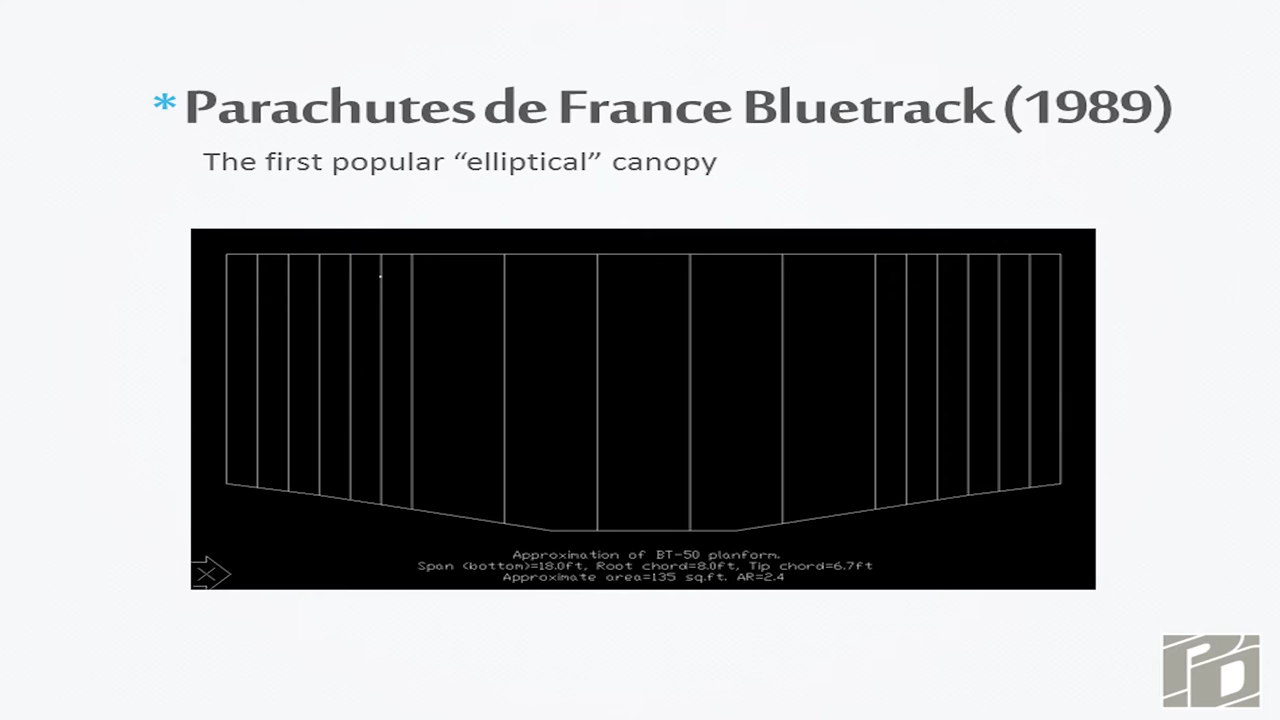 * Parachutes de France Bluetrack (1989)
The first popular “elliptical” canopy
Approximation of BT-50 planform.
Span (bottom)=18.0ft, Root chord=8.0ft, Tip chord=6.7ft
Approximate area=135 sq.ft. AR=2.4
X
PD